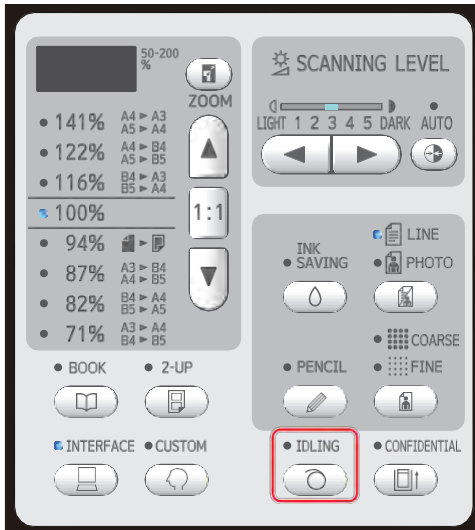 50-200
%
ZOOM
141% A4 ► A3
A5 ► A4
122% A4 ► B4
A5 ► B5
116% B4 ► A3
B5 ► A4
100%
1:1
94%
87% A3 ► B4
A4 ► B5
82% B4 ► A4
B5 ► A5
71% A3 ► A4
B4 ► B5
BOOK
2-UP
INTERFACE
CUSTOM
SCANNING LEVEL
LIGHT 1 2 3 4 5 DARK AUTO
INK
SAVING
LINE
PHOTO
COARSE
PENCIL
FINE
IDLING
CONFIDENTIAL